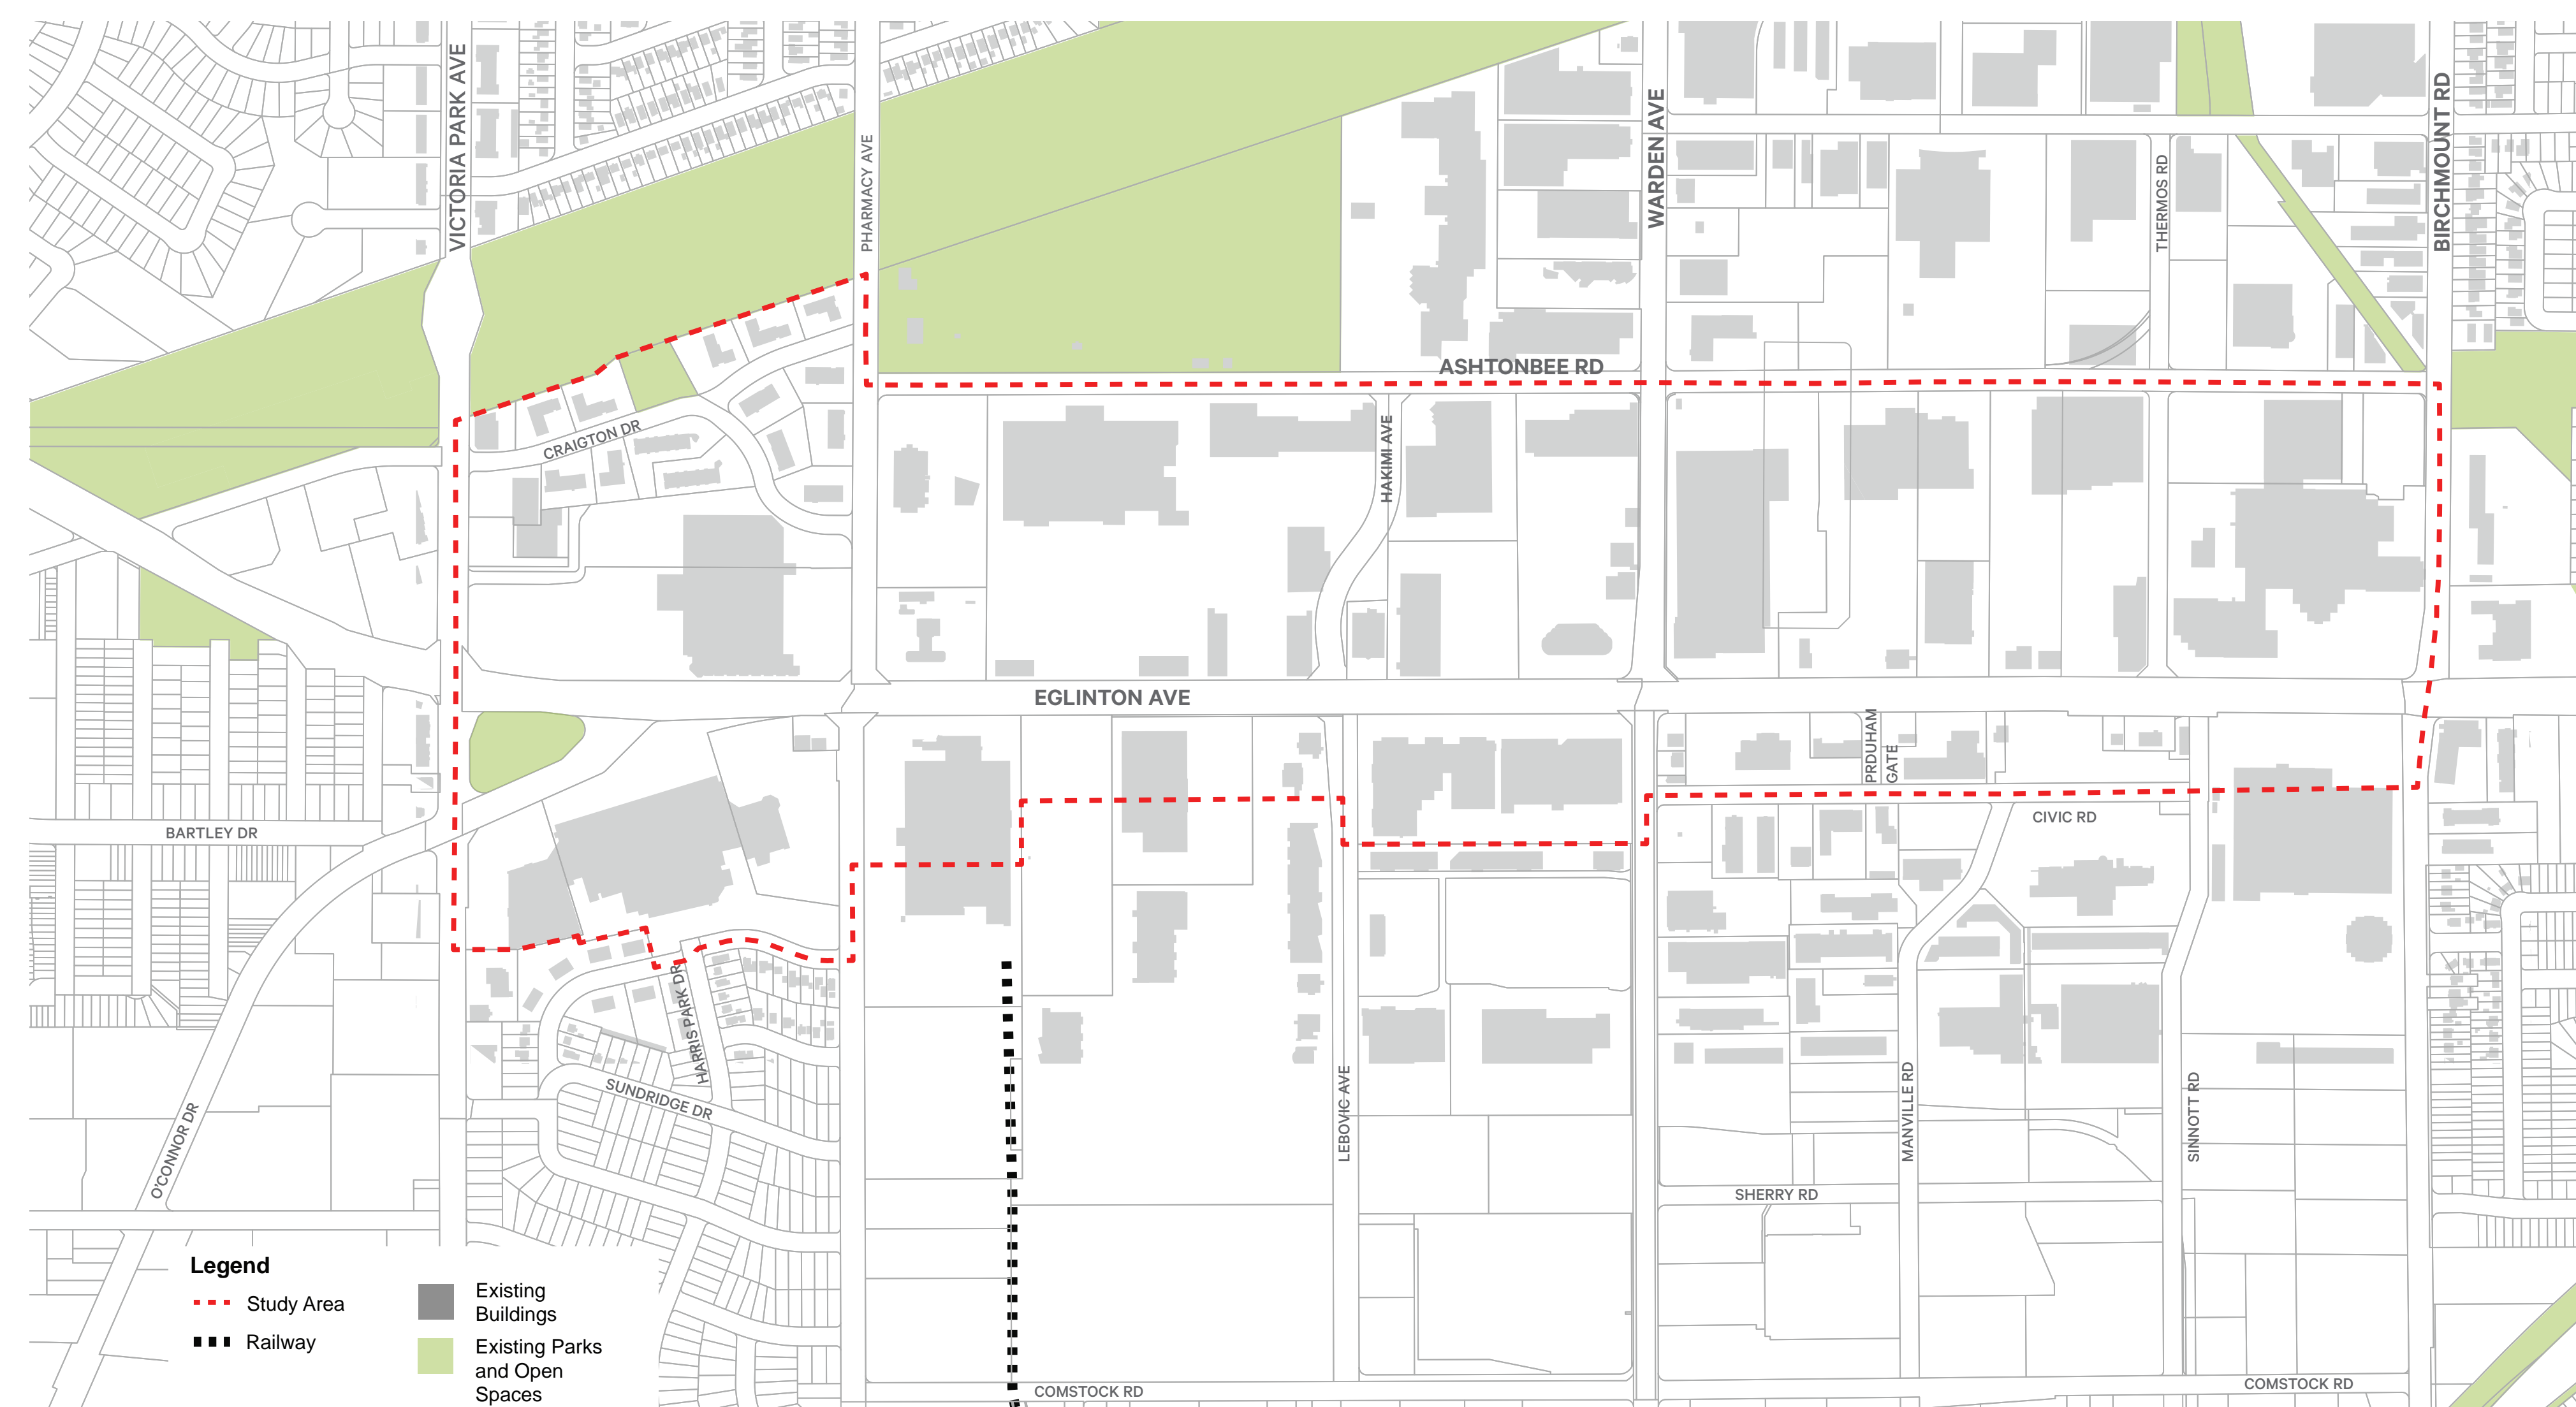 VICTORIA PARK AVE
PHARMACY AVE
WARDEN AVE
THERMOS RD
BIRCHMOUNT RD
ASHTONBEE RD
CRAIGTON DR
HAKIMI AVE
EGLINTON AVE
PRDUHAM
GATE
BARTLEY DR
CIVIC RD
HARRIS PARK DR
SUNDRIDGE DR
O'CONNOR DR
LEBOVIC AVE
MANVILLE RD
SINNOTT RD
SHERRY RD
COMSTOCK RD
COMSTOCK RD
Legend
Study Area
Railway
Existing
Buildings
Existing Parks
and Open
Spaces